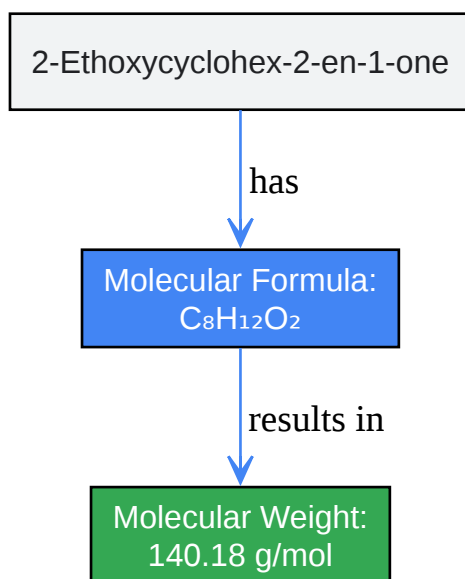 2-Ethoxycyclohex-2-en-1-one
has
Molecular Formula:
C₈H₁₂O₂
results in
Molecular Weight:
140.18 g/mol